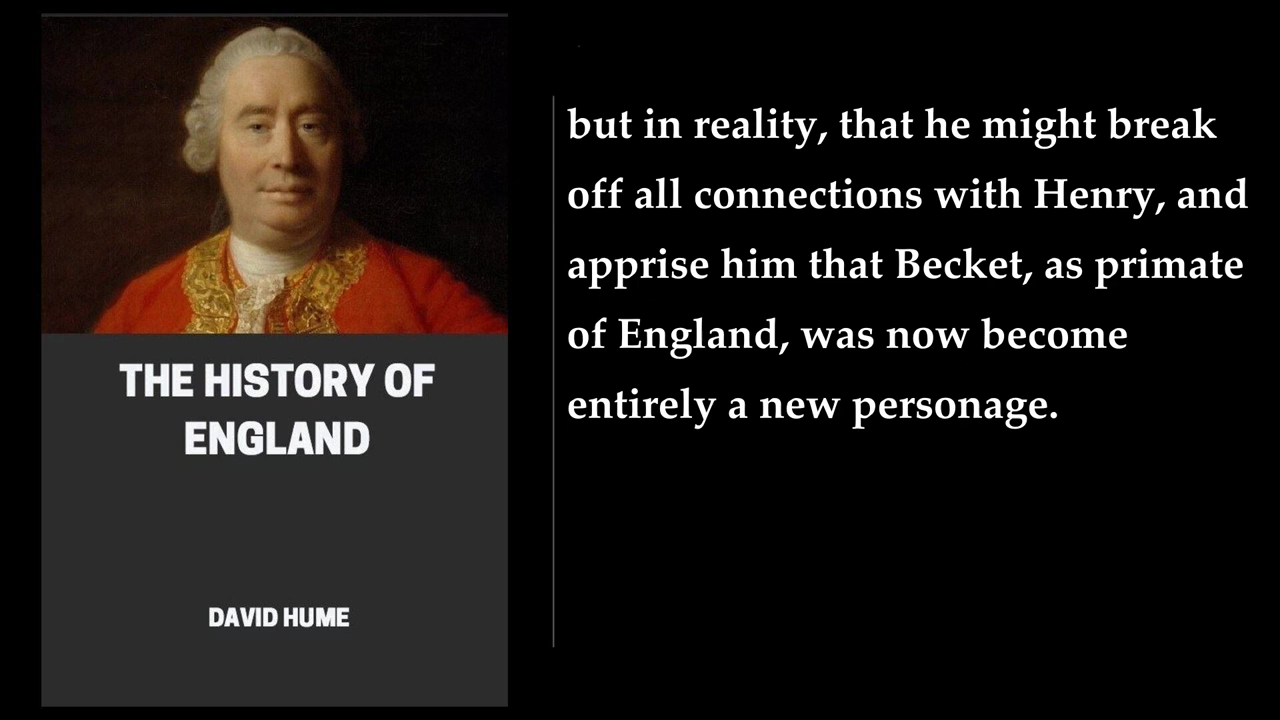 THE HISTORY OF
ENGLAND
DAVID HUME
but in reality, that he might break
off all connections with Henry, and
apprise him that Becket, as primate
of England, was now become
entirely a new personage.